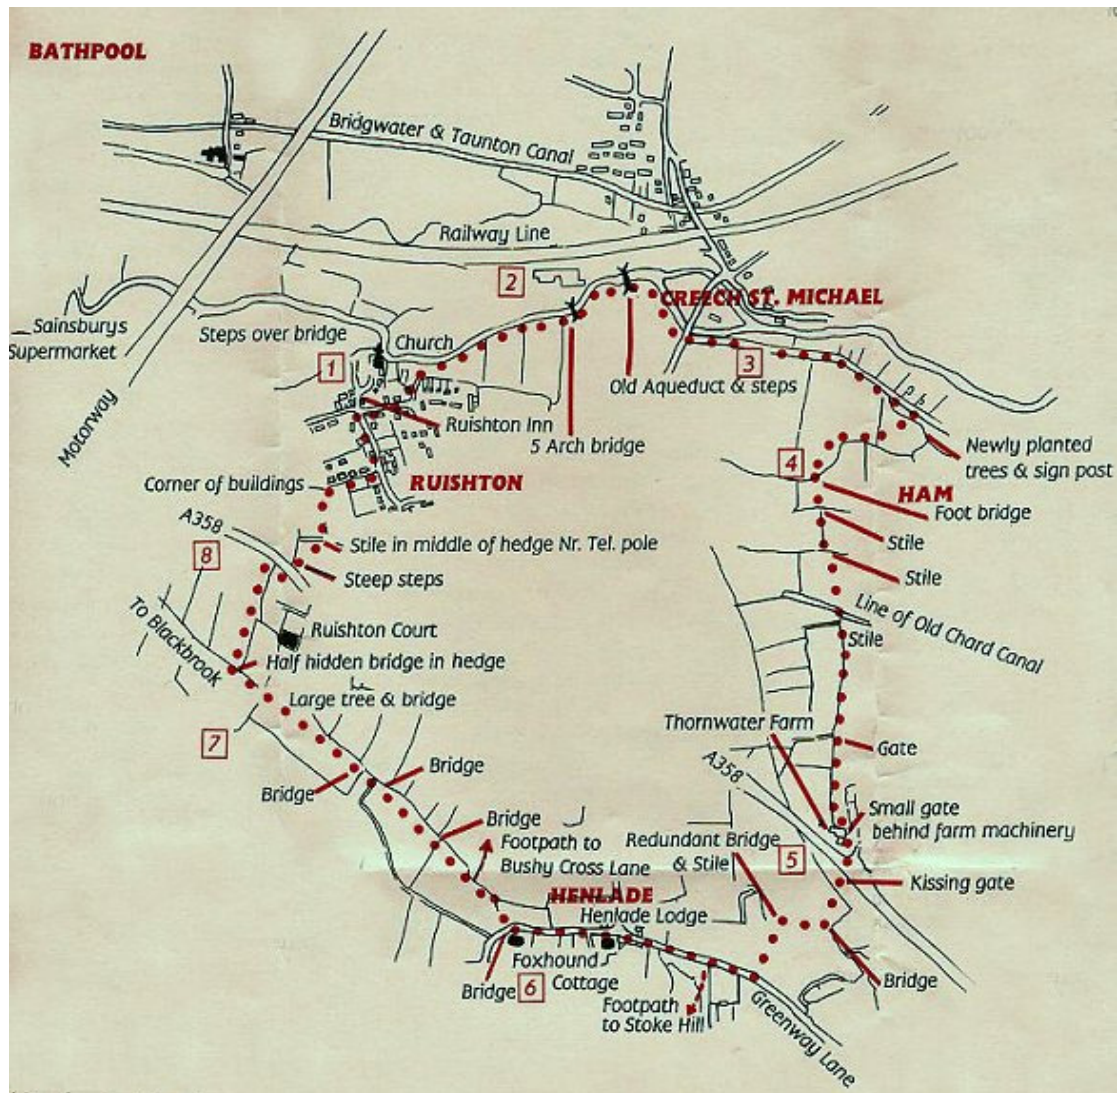 BATHPOOL
Bridgwater & Taunton Canal
Railway Line
2
CREECH ST. MICHAEL
Sainsburys
Supermarket
Steps over bridge
Church
1
3
Old Aqueduct & steps
Motorway
Ruishton Inn
5 Arch bridge
Newly planted
trees & sign post
4
Corner of buildings
RUISHTON
HAM
Foot bridge
A358
Stile in middle of hedge Nr. Tel. pole
Stile
8
Steep steps
Stile
To Blackbrook
Ruishton Court
Line of Old Chard Canal
Stile
Half hidden bridge in hedge
Large tree & bridge
7
Thornwater Farm
Gate
A358
Bridge
Bridge
Small gate
behind farm machinery
Bridge
Footpath to
Bushy Cross Lane
Redundant Bridge
& Stile
5
Kissing gate
HENLADE
Henlade Lodge
Foxhound
Cottage
Bridge
6
Bridge
Footpath
to Stoke Hill
Greenway Lane